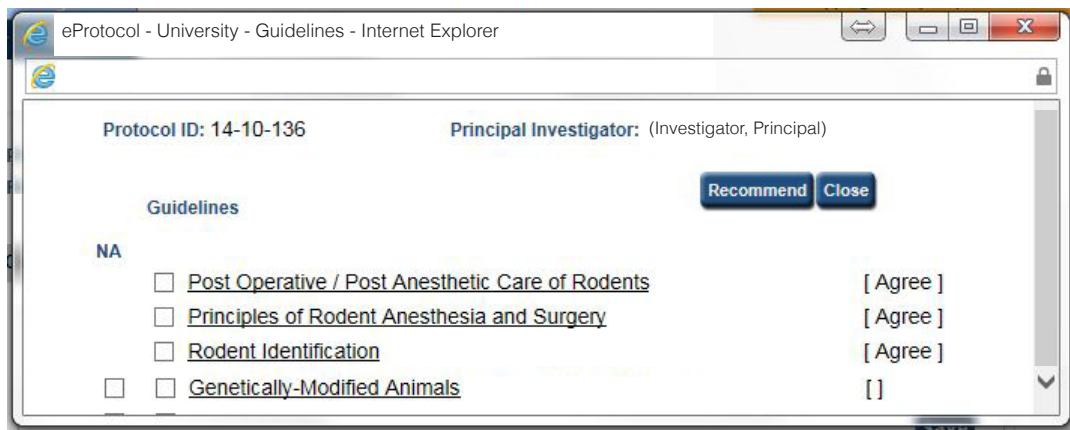 eProtocol - University - Guidelines - Internet Explorer
Protocol ID: 14-10-136 Principal Investigator: (Investigator, Principal)
Recommend Close
Guidelines
NA
Post Operative / Post Anesthetic Care of Rodents [ Agree ]
Principles of Rodent Anesthesia and Surgery [ Agree ]
Rodent Identification [ Agree ]
Genetically-Modified Animals [ ]